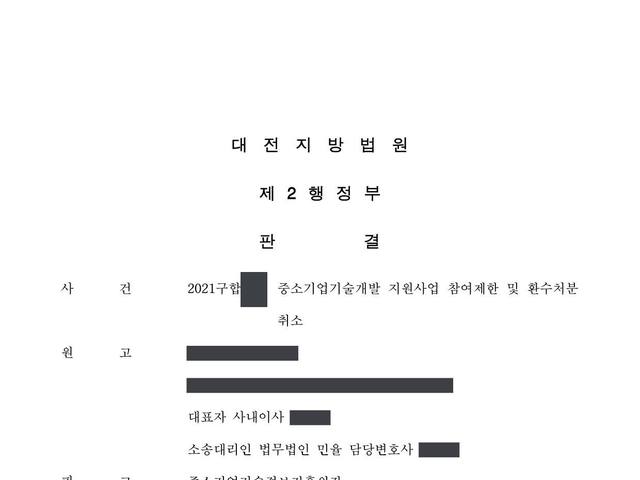 대 전 지 방 법 원
제 2 행 정 부
판 결
사 건 2021구합 중소기업기술개발 지원사업 참여제한 및 환수처분
취소
원 고
대표자 사내이사
소송대리인 법무법인 민율 담당변호사